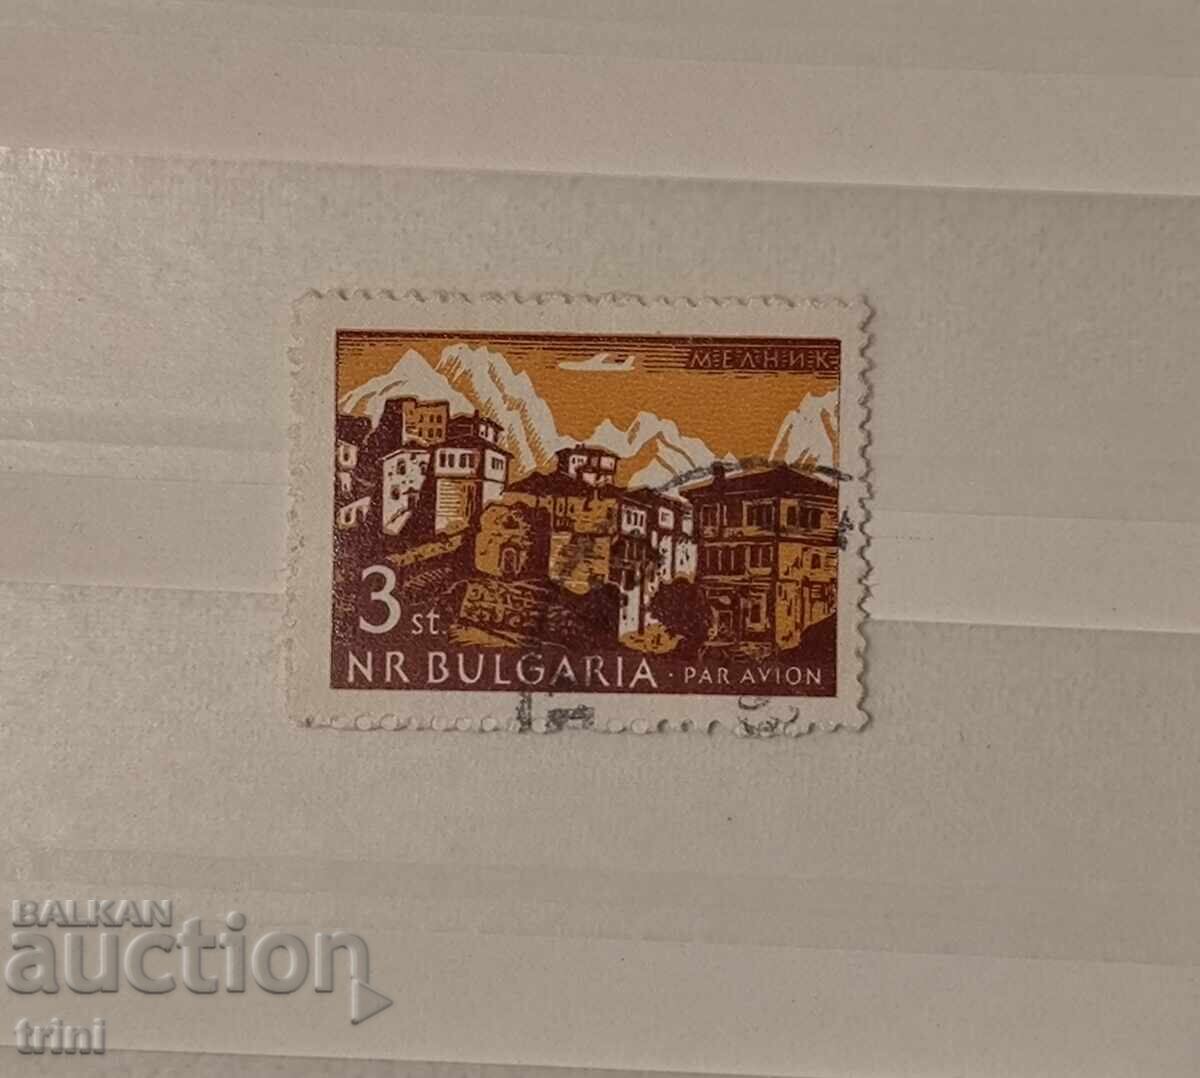 МЕЛНИК
3 st.
NR BULGARIA · PAR AVION
BALKAN
auction
trini